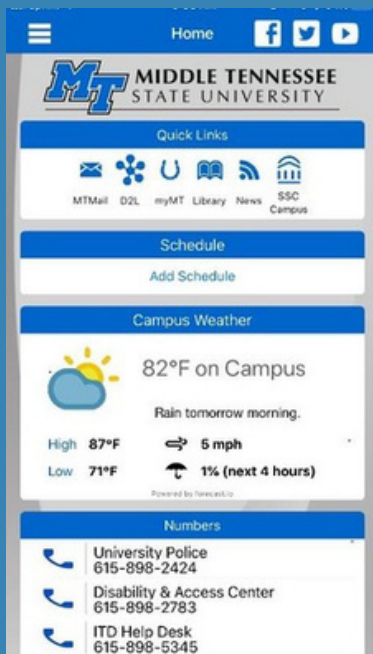 Home
MT MIDDLE TENNESSEE
STATE UNIVERSITY
Quick Links
MTMail D2L myMT Library News SSC Campus
Schedule
Add Schedule
Campus Weather
82°F on Campus
Rain tomorrow morning.
High 87°F 5 mph
Low 71°F 1% (next 4 hours)
Powered by forecast.io
Numbers
University Police
615-898-2424
Disability & Access Center
615-898-2783
ITD Help Desk
615-898-5345